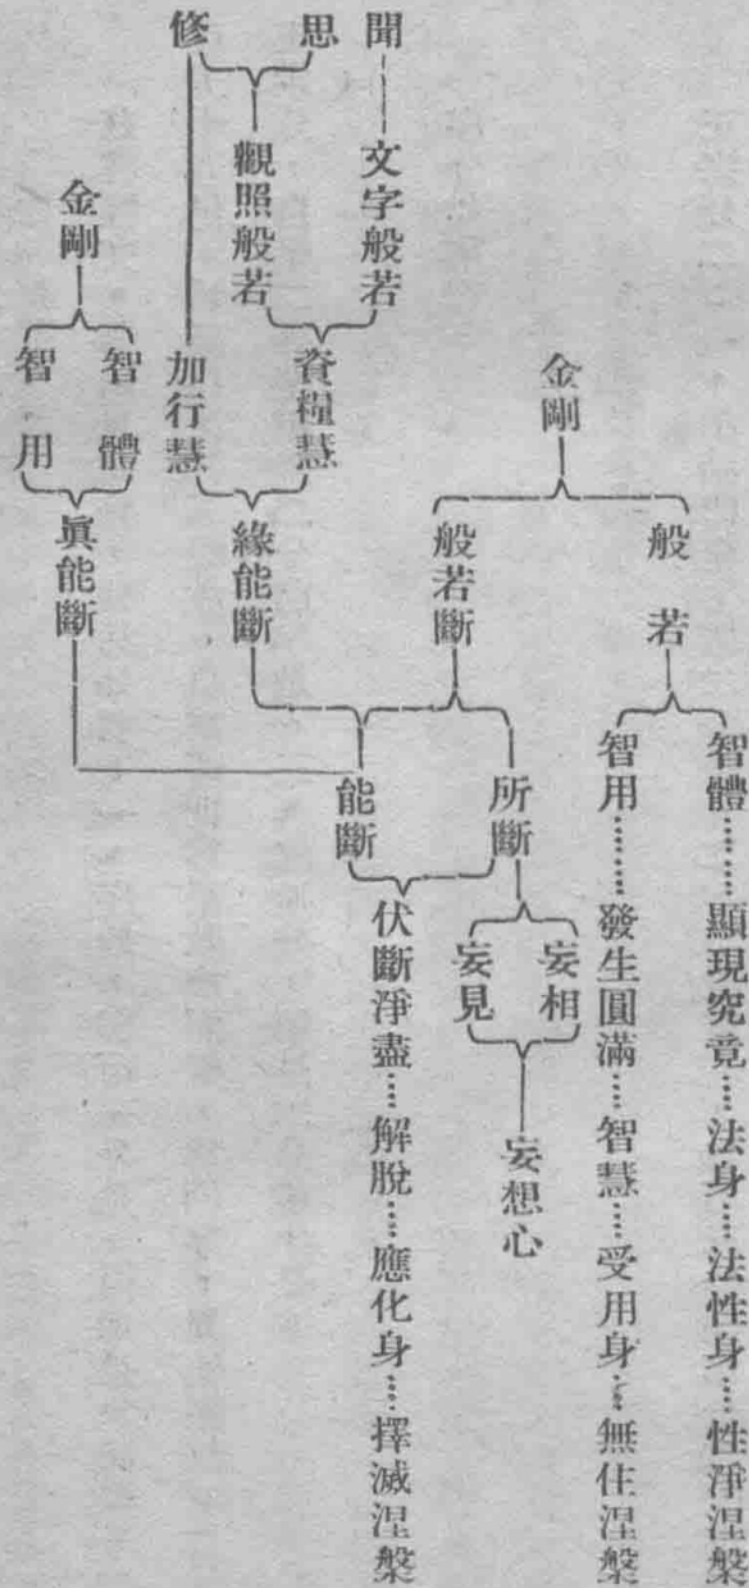 智體……顯現究竟…法身…法性身…性淨涅槃
般若
智用……發生圓滿…智慧…受用身…無住涅槃
金剛
妄相
所斷
妄想心
般若斷
妄見
聞
文字般若
能斷
伏斷淨盡…解脫…應化身…擇滅涅槃
思
資糧慧
觀照般若
緣能斷
修
加行慧
智體
金剛
眞能斷
智用